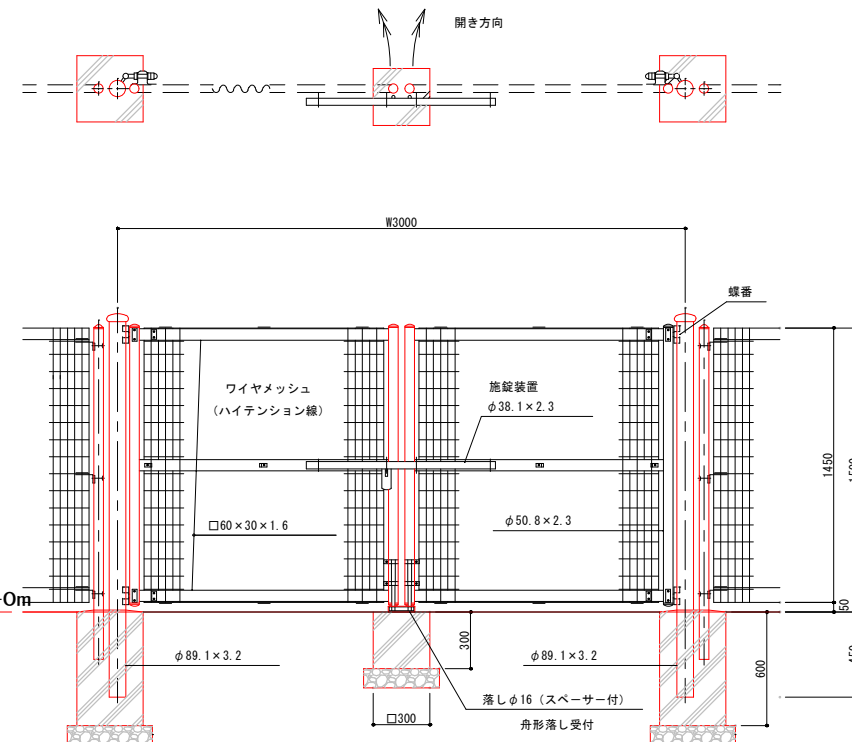 開き方向
W3000
蝶番
ワイヤメッシュ
(ハイテンション線)
施錠装置
φ38.1×2.3
1450
□60×30×1.6
φ50.8×2.3
0m
50
φ89.1×3.2
300
φ89.1×3.2
600
落しφ16(スペーサー付)
□300
舟形落し受付